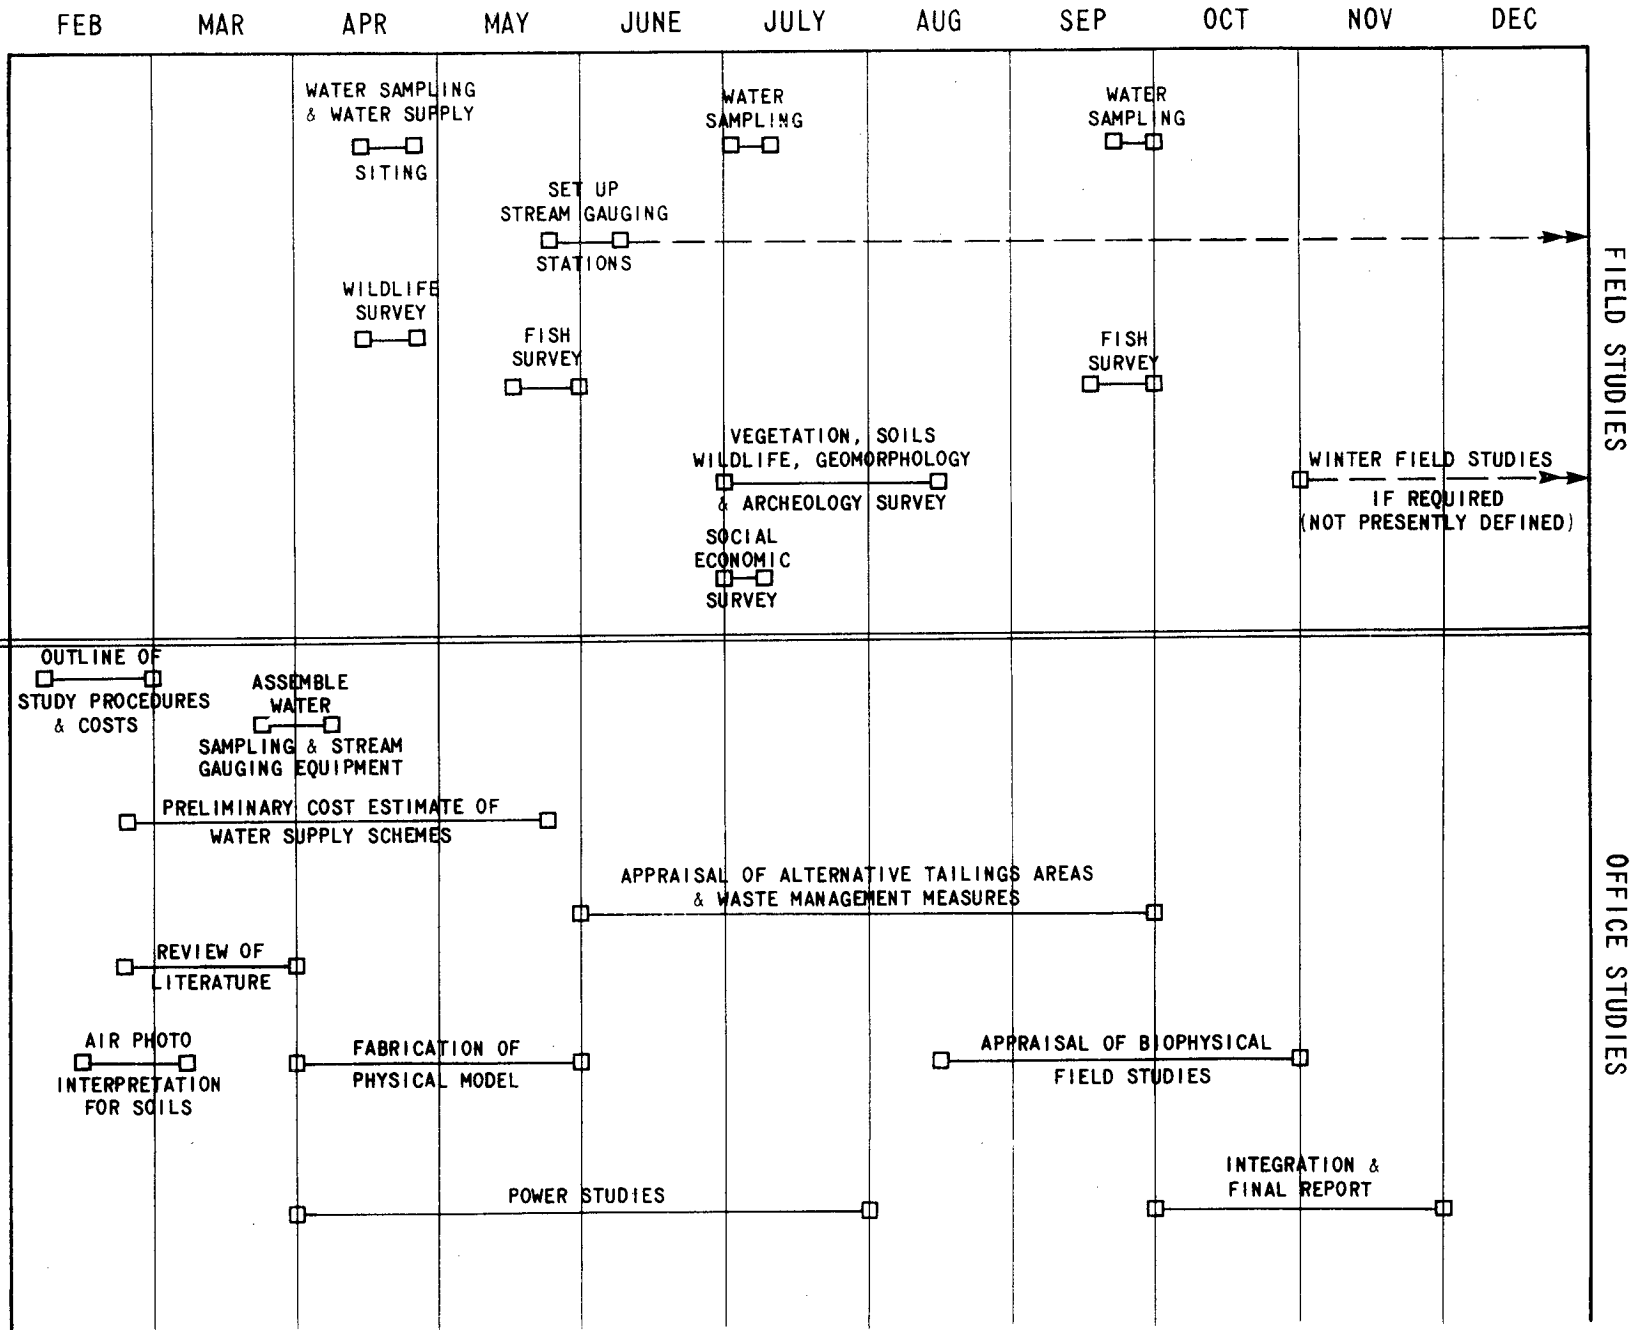 FEB MAR APR MAY JUNE JULY AUG SEP OCT NOV DEC
WATER SAMPLING
& WATER SUPPLY
SITING
WATER
SAMPLING
WATER
SAMPLING
SET UP
STREAM GAUGING
STATIONS
WILDLIFE
SURVEY
FISH
SURVEY
FISH
SURVEY
VEGETATION, SOILS
WILDLIFE, GEOMORPHOLOGY
& ARCHEOLOGY SURVEY
WINTER FIELD STUDIES
IF REQUIRED
(NOT PRESENTLY DEFINED)
SOCIAL
ECONOMIC
SURVEY
FIELD STUDIES
OUTLINE OF
STUDY PROCEDURES
& COSTS
ASSEMBLE
WATER
SAMPLING & STREAM
GAUGING EQUIPMENT
PRELIMINARY COST ESTIMATE OF
WATER SUPPLY SCHEMES
APPRAISAL OF ALTERNATIVE TAILINGS AREAS
& WASTE MANAGEMENT MEASURES
REVIEW OF
LITERATURE
AIR PHOTO
INTERPRETATION
FOR SOILS
FABRICATION OF
PHYSICAL MODEL
APPRAISAL OF BIOPHYSICAL
FIELD STUDIES
POWER STUDIES
INTEGRATION &
FINAL REPORT
OFFICE STUDIES